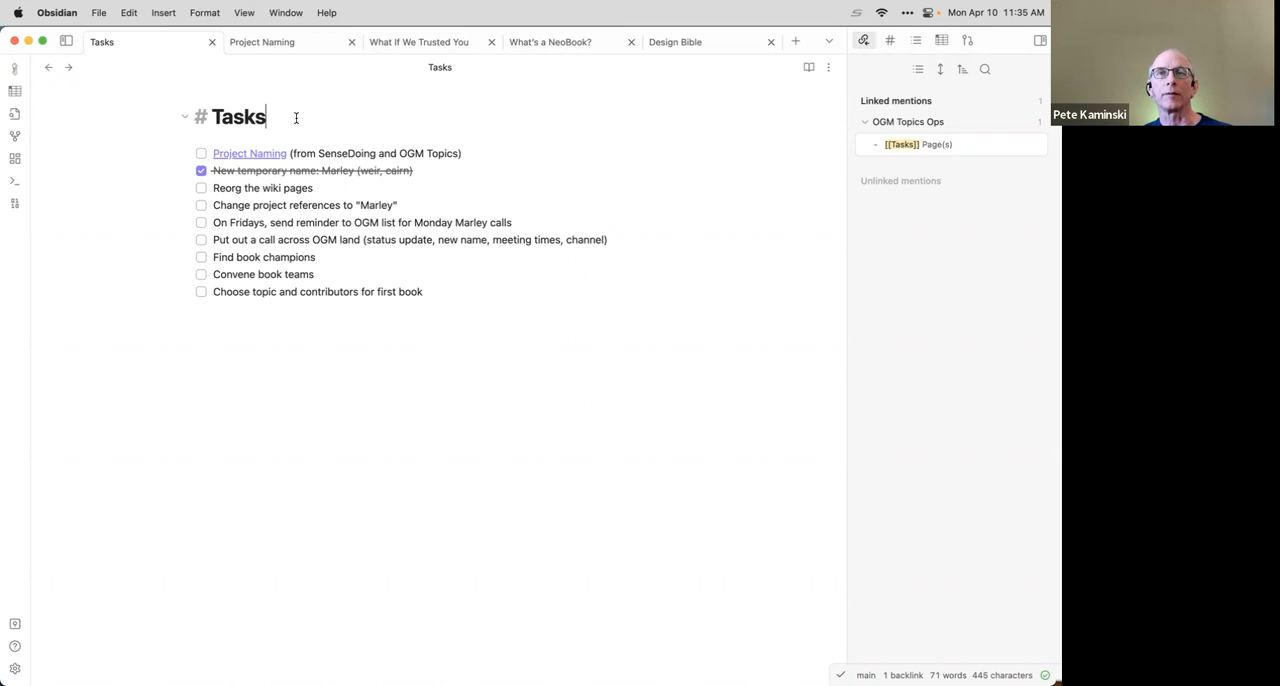 Obsidian File Edit Insert Format View Window Help Mon Apr 10 11:35 AM
Tasks Project Naming What If We Trusted You What's a NeoBook? Design Bible
Tasks
# Tasks
Project Naming (from SenseDoing and OGM Topics)
New temporary name: Marley (weir, cairn)
Reorg the wiki pages
Change project references to "Marley"
On Fridays, send reminder to OGM list for Monday Marley calls
Put out a call across OGM land (status update, new name, meeting times, channel)
Find book champions
Convene book teams
Choose topic and contributors for first book
Linked mentions 1
OGM Topics Ops 1
- [[Tasks]] Page(s)
Unlinked mentions
main 1 backlink 71 words 445 characters
Pete Kaminski